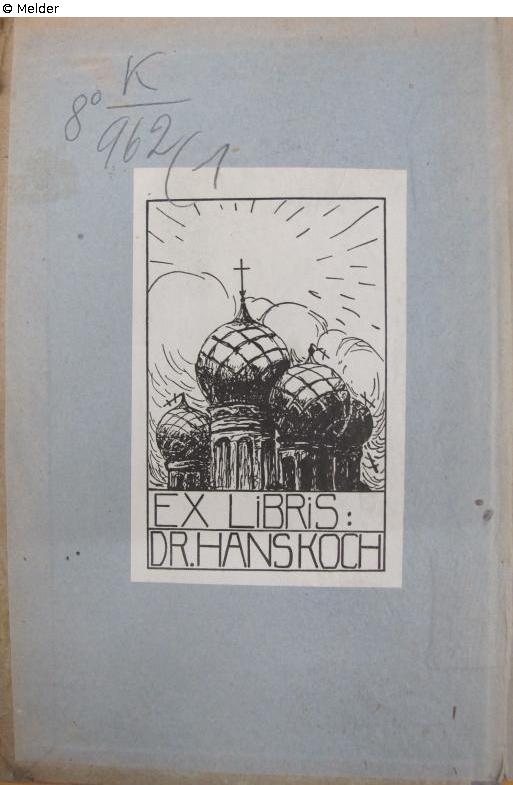 © Melder
8° K
962(1
EX LiBRiS:
DR. HANS KOCH